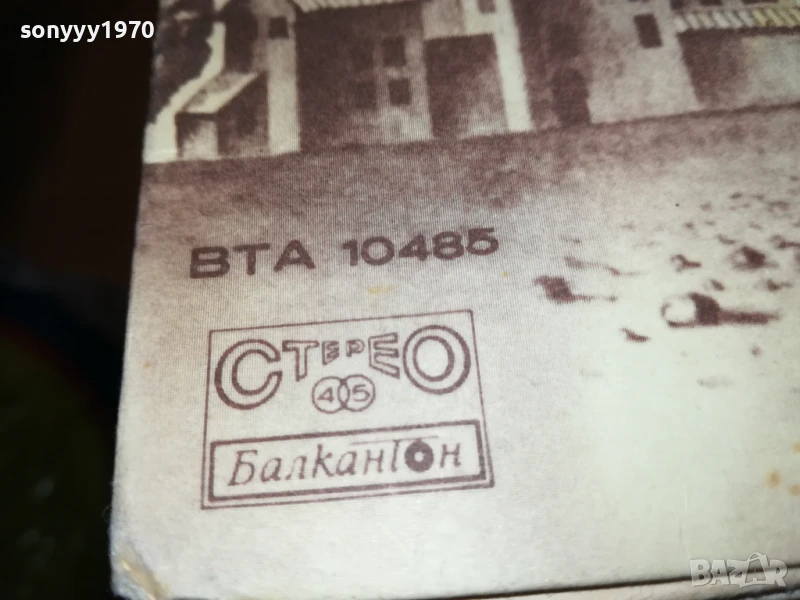 sonyyy1970
ВТА 10485
СТЕРЕО
45
Балкантон
BAZAR